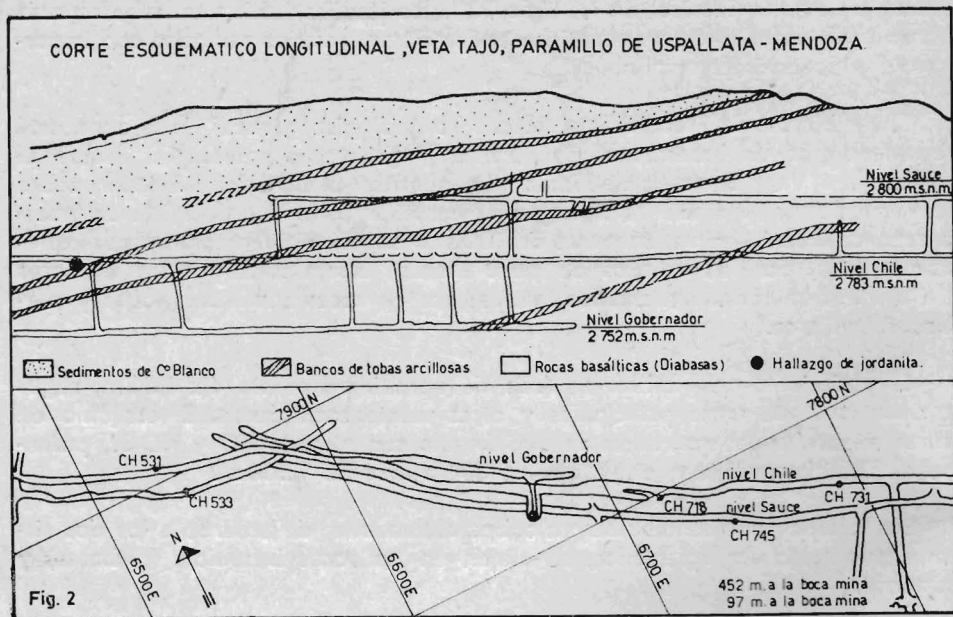 CORTE ESQUEMATICO LONGITUDINAL ,VETA TAJO, PARAMILLO DE USPALLATA - MENDOZA.
Nivel Sauce
2 800 m.s.n.m.
Nivel Chile
2 783 m.s.n.m
Nivel Gobernador
2 752 m.s.n.m
Sedimentos de Cº Blanco
Bancos de tobas arcillosas
Rocas basálticas (Diabasas)
Hallazgo de jordanita.
7900 N
7800 N
CH 531
nivel Gobernador
nivel Chile
CH 731
CH 533
CH 718
nivel Sauce
CH 745
N
6500 E
6600 E
6700 E
452 m. a la boca mina
97 m. a la boca mina
Fig. 2